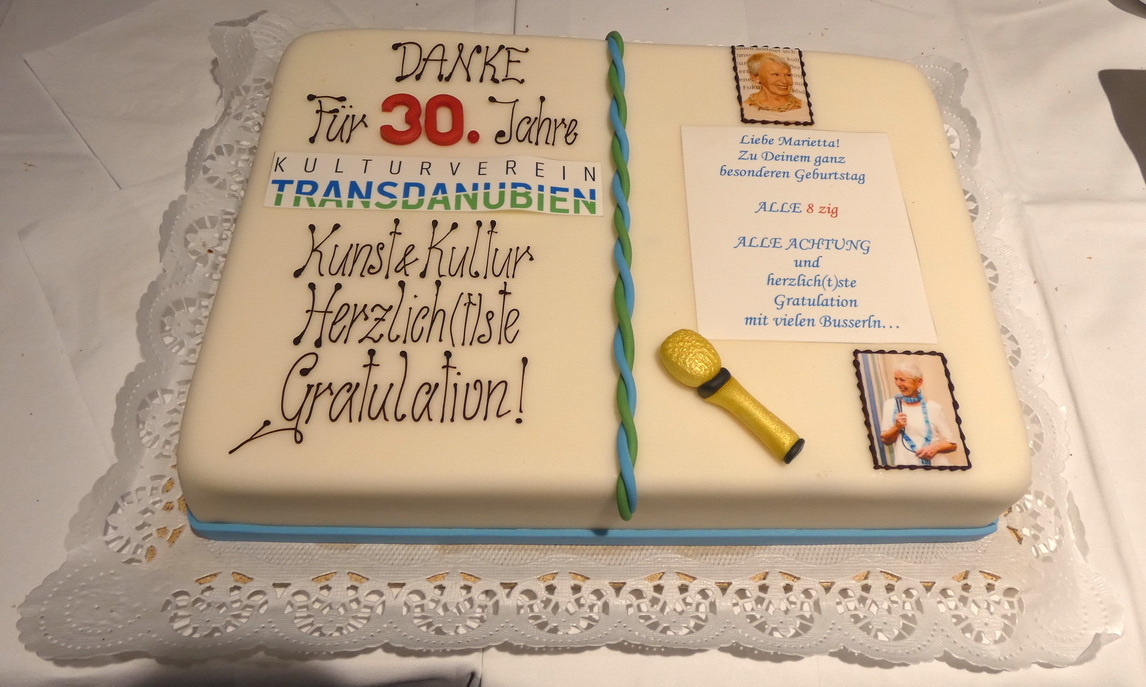 DANKE
Für 30. Jahre
KULTURVEREIN
TRANSDANUBIEN
Kunst & Kultur
Herzlich(t)ste
Gratulation!
Liebe Marietta!
Zu Deinem ganz
besonderen Geburtstag
ALLE 8 zig
ALLE ACHTUNG
und
herzlich(t)ste
Gratulation
mit vielen Busserln...